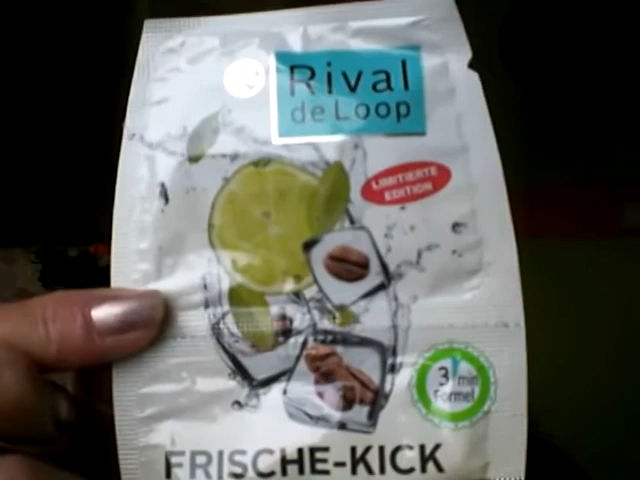 Rival
de Loop
LIMITIERTE
EDITION
3 min
Formel
FRISCHE-KICK